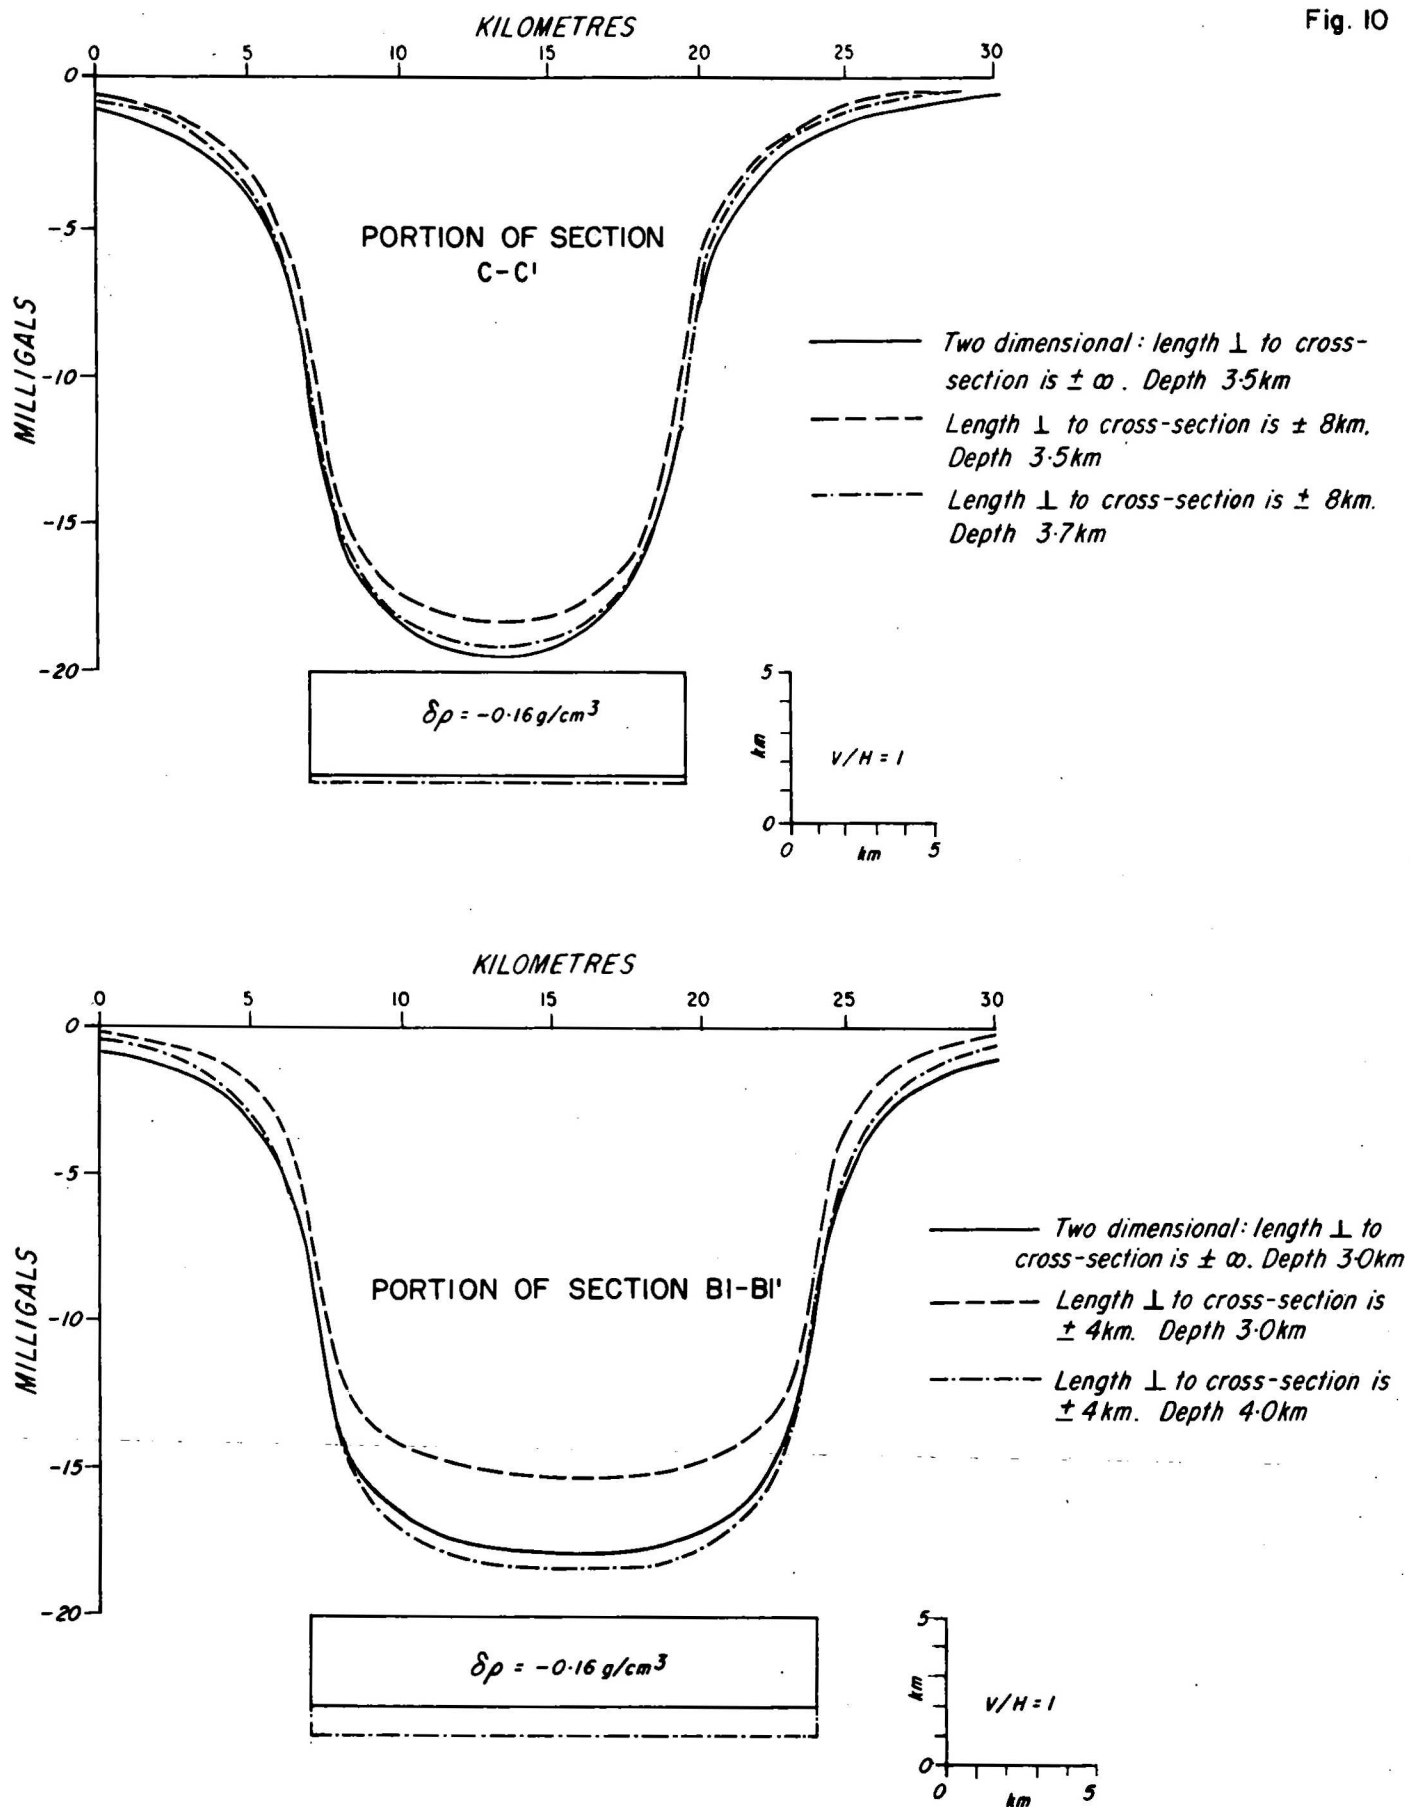 Fig. 10
KILOMETRES
0 5 10 15 20 25 30
0
-5
-10
-15
-20
MILLIGALS
PORTION OF SECTION
C-C'
Two dimensional: length ⊥ to cross-
section is ± ∞. Depth 3·5km
Length ⊥ to cross-section is ± 8km.
Depth 3·5km
Length ⊥ to cross-section is ± 8km.
Depth 3·7km
δρ = -0·16g/cm³
5
km
0
V/H = 1
0 km 5
KILOMETRES
0 5 10 15 20 25 30
0
-5
-10
-15
-20
MILLIGALS
PORTION OF SECTION B1-B1'
Two dimensional: length ⊥ to
cross-section is ± ∞. Depth 3·0km
Length ⊥ to cross-section is
± 4km. Depth 3·0km
Length ⊥ to cross-section is
± 4km. Depth 4·0km
δρ = -0·16g/cm³
5
km
0
V/H = 1
0 km 5